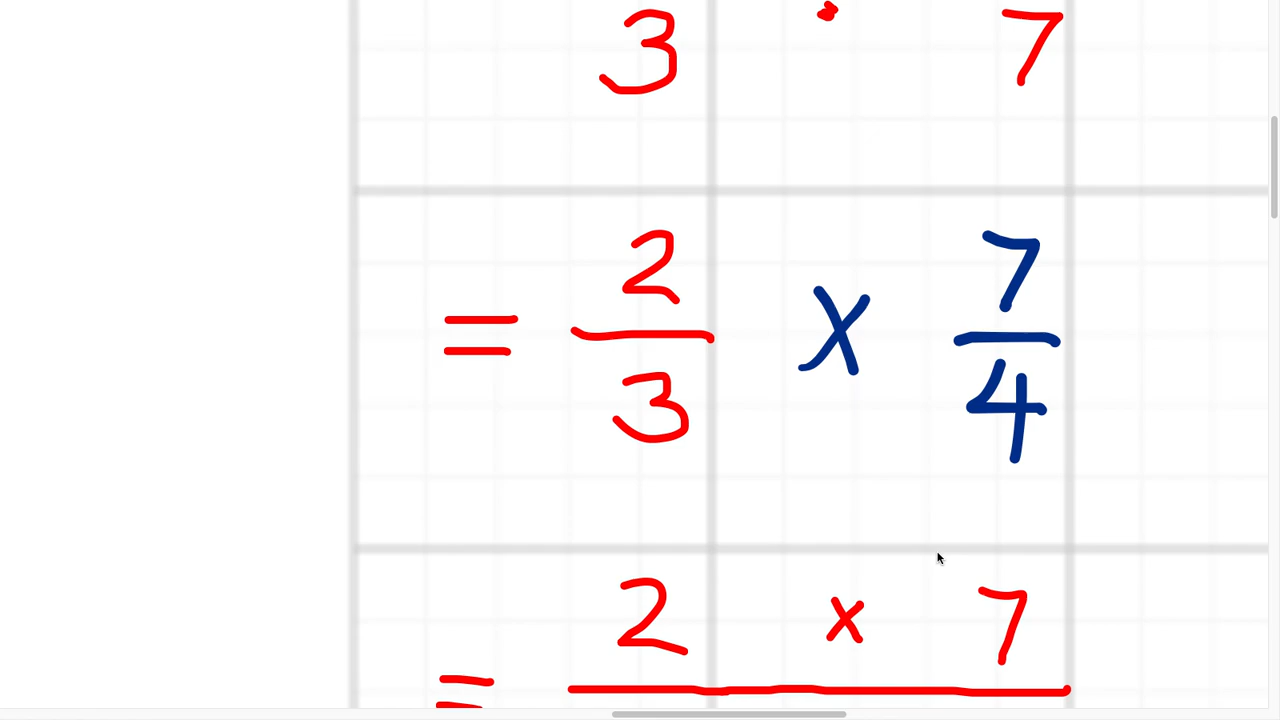 3 7
= 2/3 × 7/4
= 2 × 7